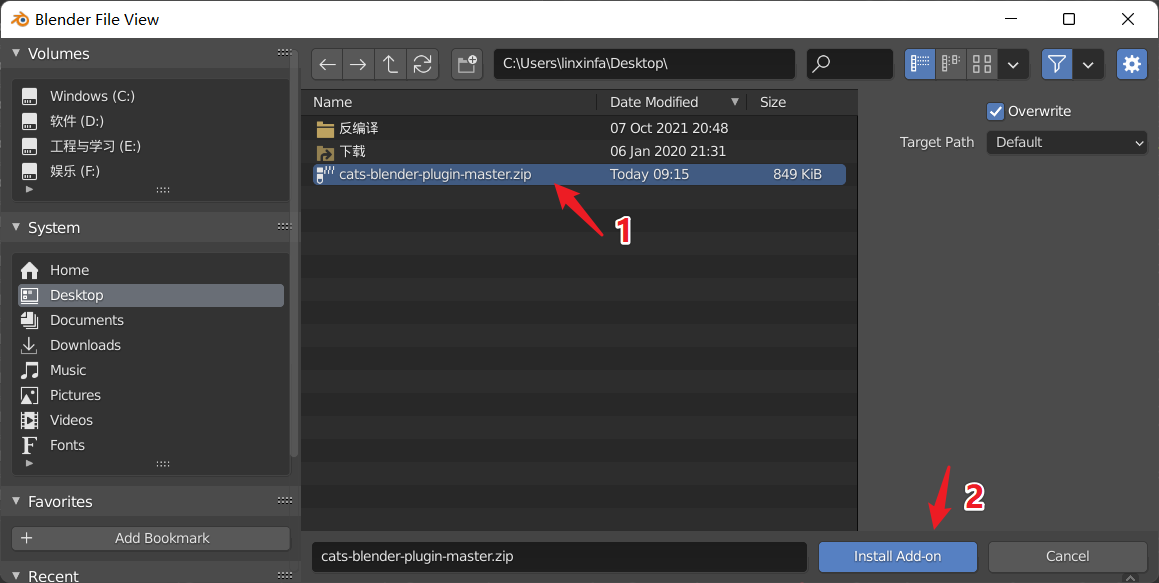 Blender File View
Volumes
Windows (C:)
软件 (D:)
工程与学习 (E:)
娱乐 (F:)
System
Home
Desktop
Documents
Downloads
Music
Pictures
Videos
Fonts
Favorites
Add Bookmark
Recent
C:\Users\linxinfa\Desktop\
Name Date Modified Size
反编译 07 Oct 2021 20:48
下载 06 Jan 2020 21:31
cats-blender-plugin-master.zip Today 09:15 849 KiB
1
Overwrite
Target Path Default
2
cats-blender-plugin-master.zip Install Add-on Cancel